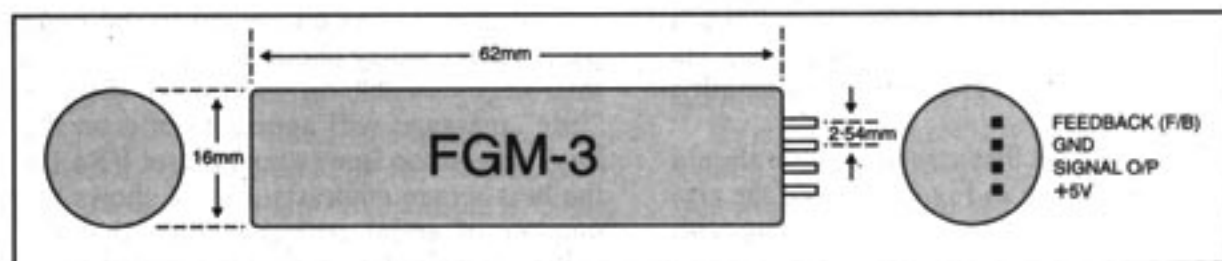 62mm
16mm
FGM-3
2·54mm
FEEDBACK (F/B)
GND
SIGNAL O/P
+5V